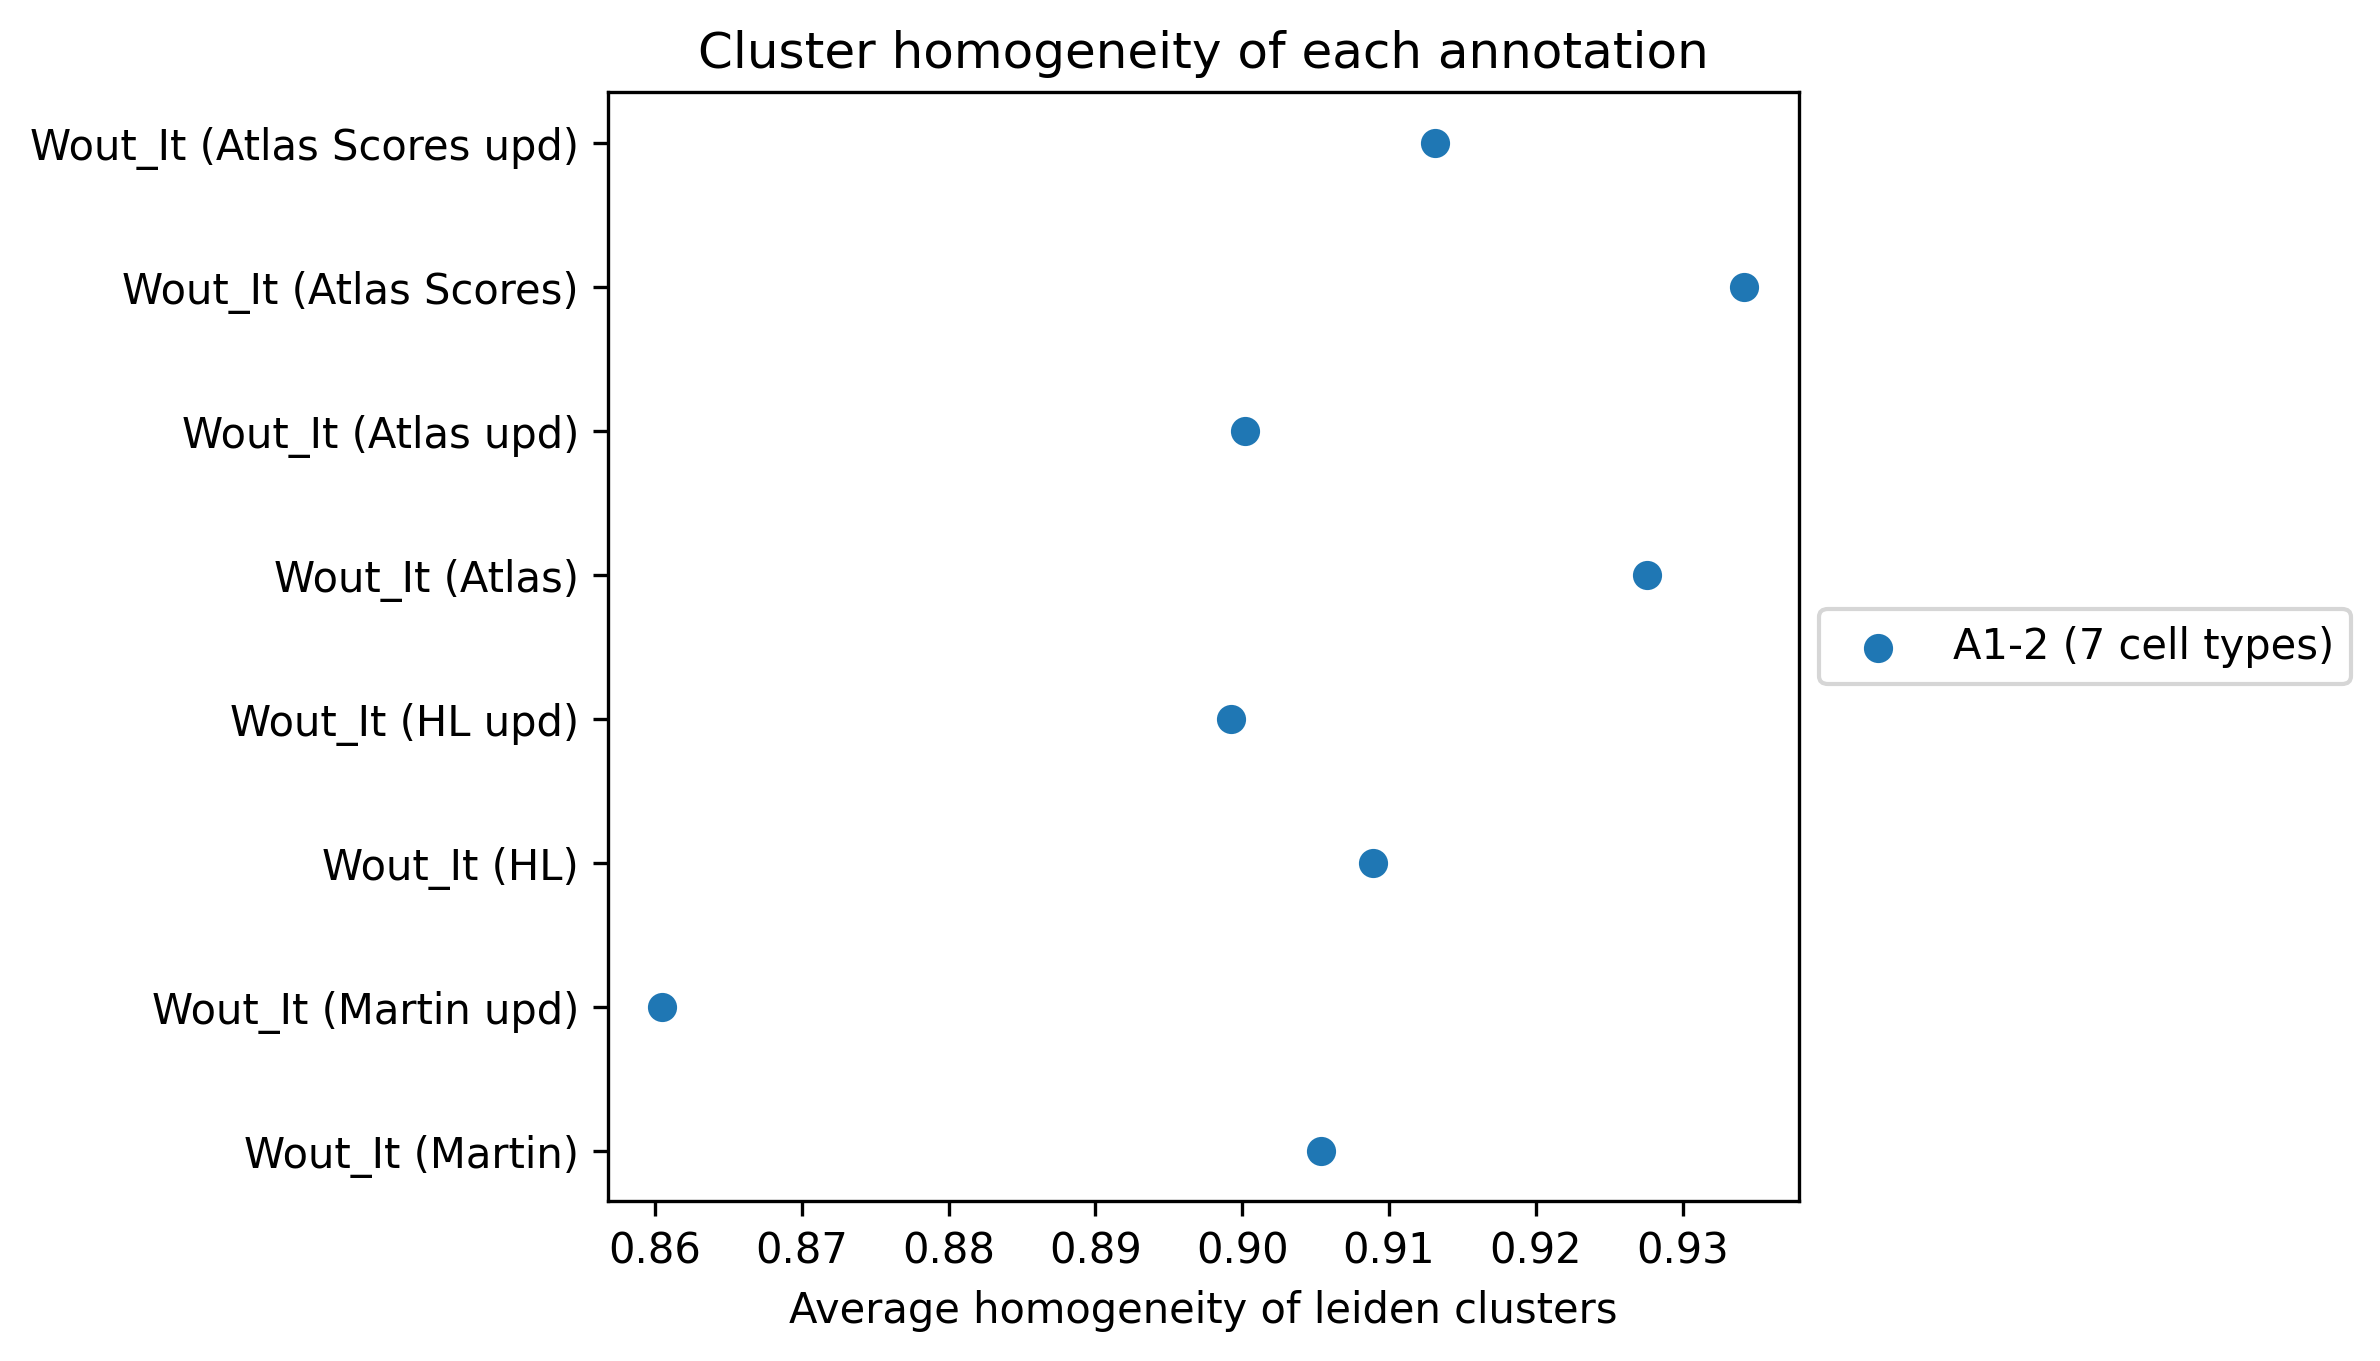 Cluster homogeneity of each annotation
Wout_It (Atlas Scores upd)
Wout_It (Atlas Scores)
Wout_It (Atlas upd)
Wout_It (Atlas)
A1-2 (7 cell types)
Wout_It (HL upd)
Wout_It (HL)
Wout_It (Martin upd)
Wout_It (Martin)
0.86 0.87 0.88 0.89 0.90 0.91 0.92 0.93
Average homogeneity of leiden clusters